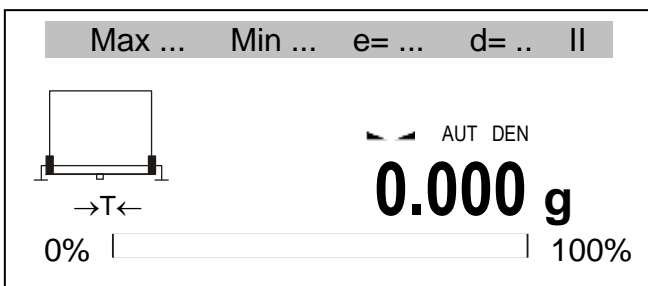 Max ... Min ... e= ... d= .. II
AUT DEN
0.000 g
→T←
0% 100%